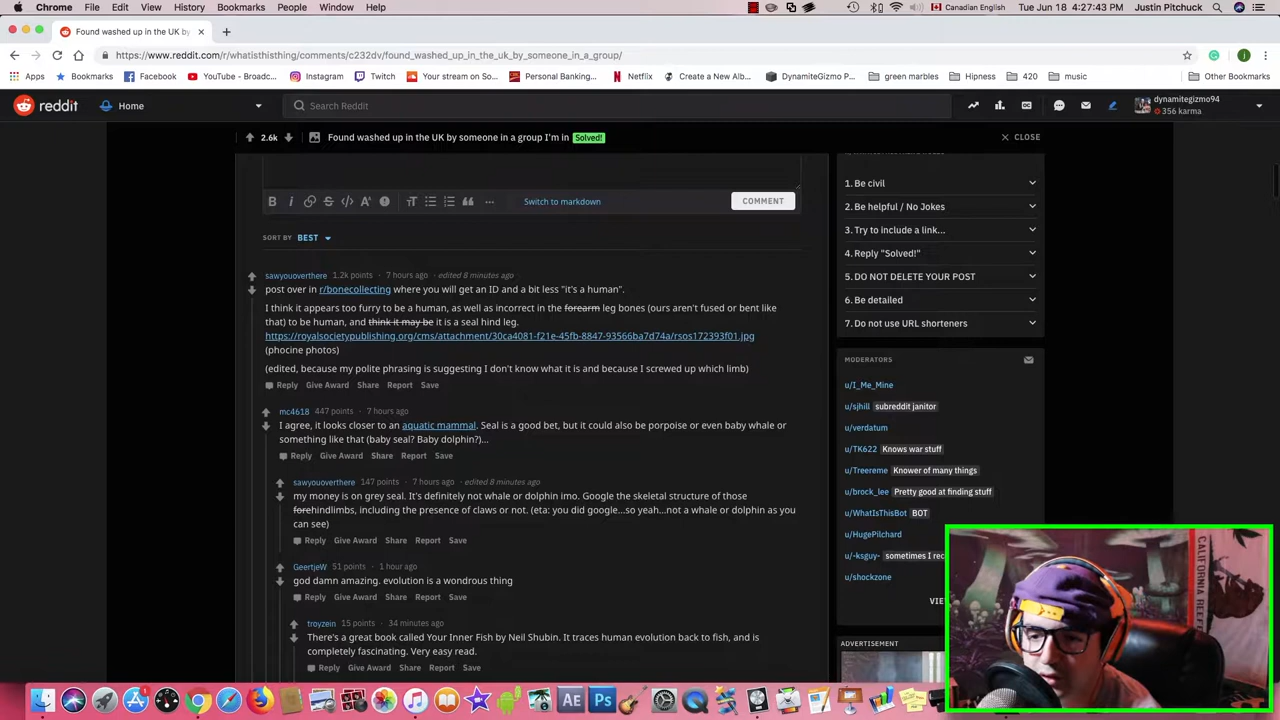 Chrome File Edit View History Bookmarks People Window Help Canadian English Tue Jun 18 4:27:43 PM Justin Pitchuck
Found washed up in the UK by
https://www.reddit.com/r/whatisthisthing/comments/c232dv/found_washed_up_in_the_uk_by_someone_in_a_group/
Apps Bookmarks Facebook YouTube - Broadc... Instagram Twitch Your stream on So... Personal Banking... Netflix Create a New Alb... DynamiteGizmo P... green marbles Hipness 420 music Other Bookmarks
reddit Home Search Reddit dynamitegizmo94
356 karma
2.6k Found washed up in the UK by someone in a group I'm in Solved! CLOSE
B i Switch to markdown COMMENT
SORT BY BEST
sawyouoverthere 1.2k points · 7 hours ago · edited 8 minutes ago
post over in r/bonecollecting where you will get an ID and a bit less "it's a human".
I think it appears too furry to be a human, as well as incorrect in the forearm leg bones (ours aren't fused or bent like
that) to be human, and think it may be it is a seal hind leg.
https://royalsocietypublishing.org/cms/attachment/30ca4081-f21e-45fb-8847-93566ba7d74a/rsos172393f01.jpg
(phocine photos)
(edited, because my polite phrasing is suggesting I don't know what it is and because I screwed up which limb)
Reply Give Award Share Report Save
mc4618 447 points · 7 hours ago
I agree, it looks closer to an aquatic mammal. Seal is a good bet, but it could also be porpoise or even baby whale or
something like that (baby seal? Baby dolphin?)...
Reply Give Award Share Report Save
sawyouoverthere 147 points · 7 hours ago · edited 8 minutes ago
my money is on grey seal. It's definitely not whale or dolphin imo. Google the skeletal structure of those
forehindlimbs, including the presence of claws or not. (eta: you did google...so yeah...not a whale or dolphin as you
can see)
Reply Give Award Share Report Save
GeertjeW 51 points · 1 hour ago
god damn amazing. evolution is a wondrous thing
Reply Give Award Share Report Save
troyzein 15 points · 34 minutes ago
There's a great book called Your Inner Fish by Neil Shubin. It traces human evolution back to fish, and is
completely fascinating. Very easy read.
Reply Give Award Share Report Save
1. Be civil
2. Be helpful / No Jokes
3. Try to include a link...
4. Reply "Solved!"
5. DO NOT DELETE YOUR POST
6. Be detailed
7. Do not use URL shorteners
MODERATORS
u/I_Me_Mine
u/sjhill subreddit janitor
u/verdatum
u/TK622 Knows war stuff
u/Treereme Knower of many things
u/brock_lee Pretty good at finding stuff
u/WhatIsThisBot BOT
u/HugePilchard
u/-ksguy- sometimes I rec
u/shockzone
VIE
ADVERTISEMENT
CALIFORNIA REE
Ae Ps